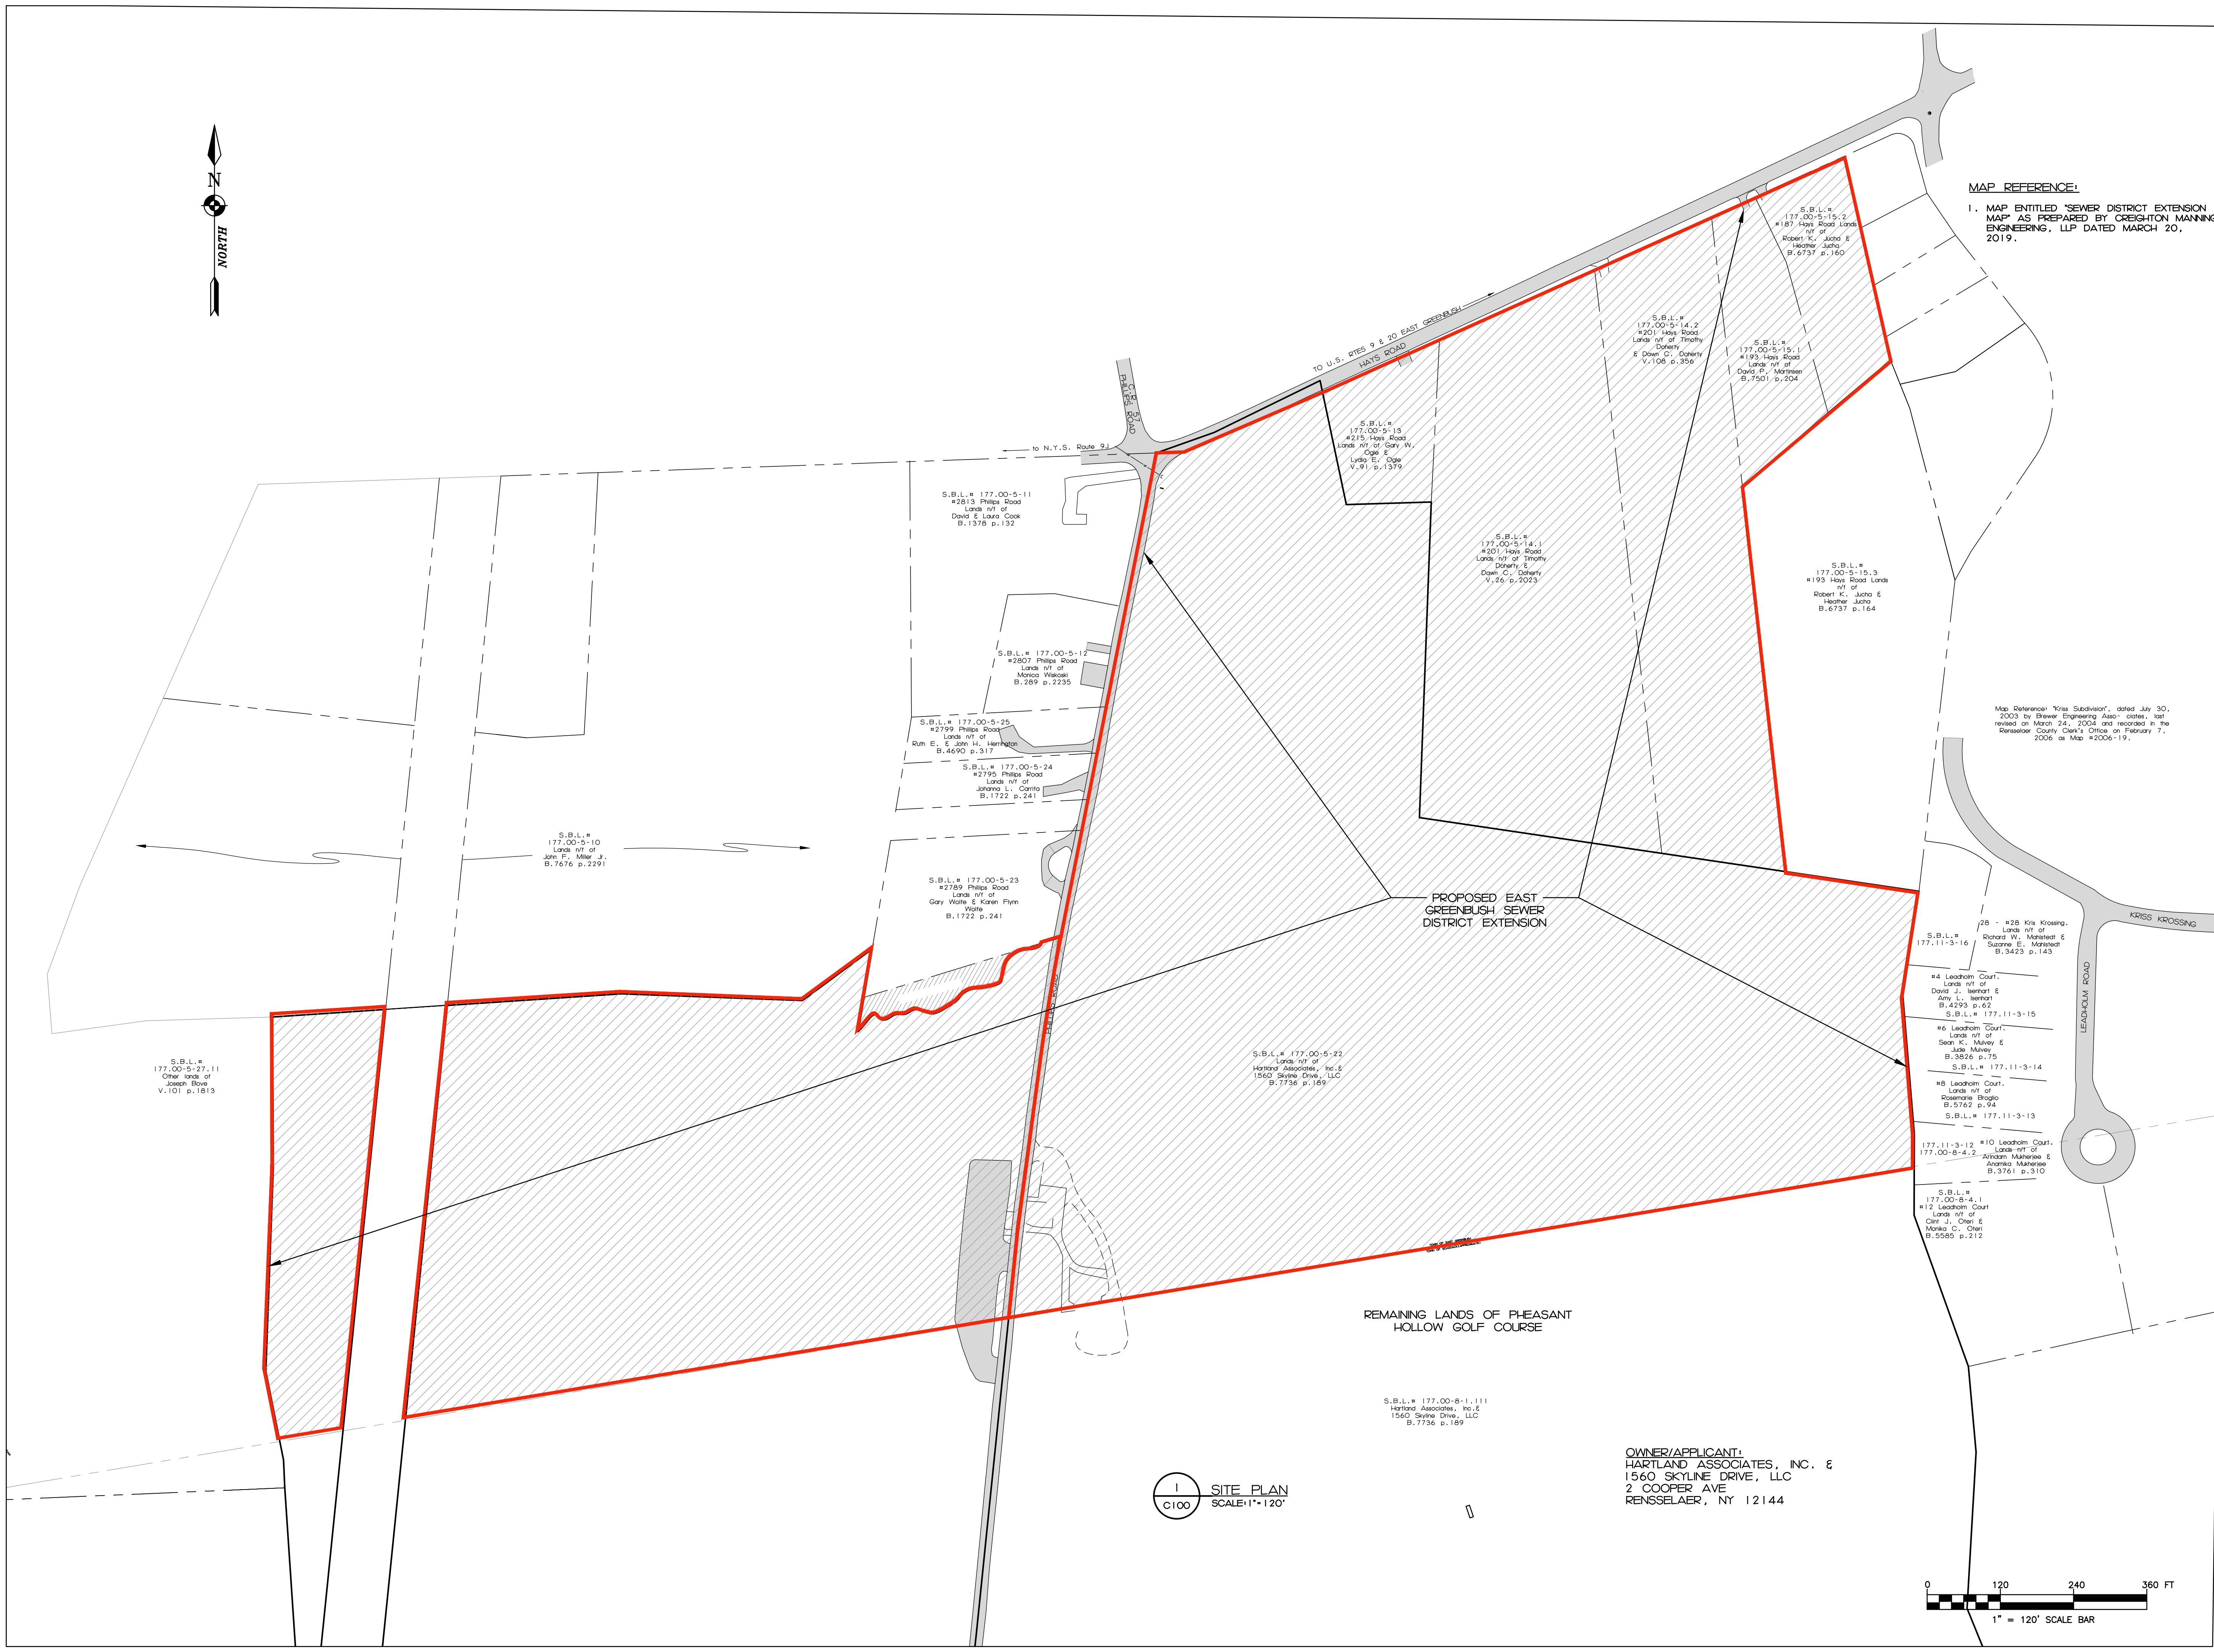 N
NORTH
MAP REFERENCE:
1. MAP ENTITLED "SEWER DISTRICT EXTENSION
MAP" AS PREPARED BY CREIGHTON MANNING
ENGINEERING, LLP DATED MARCH 20,
2019.
S.B.L.#
177.00-5-15.2
#187 Hays Road Lands
n/f of
Robert K. Jucha &
Heather Jucha
B.6737 p.160
TO U.S. RTES 9 & 20 EAST GREENBUSH
HAYS ROAD
S.B.L.#
177.00-5-14.2
#201 Hays Road
Lands n/f of Timothy
Doherty
& Dawn C. Doherty
V.108 p.356
S.B.L.#
177.00-5-15.1
#193 Hays Road
Lands n/f of
David P. Martinsen
B.7501 p.204
C.R. 57
PHILLIPS ROAD
to N.Y.S. Route 9J
S.B.L.#
177.00-5-13
#215 Hays Road
Lands n/f of Gary W.
Ogle &
Lydia E. Ogle
V.91 p.1379
S.B.L.# 177.00-5-11
#2813 Phillips Road
Lands n/f of
David & Laura Cook
B.1378 p.132
S.B.L.#
177.00-5-14.1
#201 Hays Road
Lands n/f of Timothy
Doherty &
Dawn C. Doherty
V.26 p.2023
S.B.L.#
177.00-5-15.3
#193 Hays Road Lands
n/f of
Robert K. Jucha &
Heather Jucha
B.6737 p.164
S.B.L.# 177.00-5-12
#2807 Phillips Road
Lands n/f of
Monica Wiskoski
B.289 p.2235
S.B.L.# 177.00-5-25
#2799 Phillips Road
Lands n/f of
Ruth E. & John H. Herrington
B.4690 p.317
S.B.L.# 177.00-5-24
#2795 Phillips Road
Lands n/f of
Johanna L. Carrita
B.1722 p.241
Map Reference: "Kriss Subdivision", dated July 30,
2003 by Brewer Engineering Asso- ciates, last
revised on March 24, 2004 and recorded in the
Rensselaer County Clerk's Office on February 7,
2006 as Map #2006-19.
S.B.L.#
177.00-5-10
Lands n/f of
John F. Miller Jr.
B.7676 p.2291
S.B.L.# 177.00-5-23
#2789 Phillips Road
Lands n/f of
Gary Wolfe & Karen Flynn
Wolfe
B.1722 p.241
PROPOSED EAST
GREENBUSH SEWER
DISTRICT EXTENSION
KRISS KROSSING
28 - #28 Kris Krossing.
Lands n/f of
Richard W. Mahlstedt &
Suzanne E. Mahlstedt
B.3423 p.143
S.B.L.#
177.11-3-16
#4 Leadholm Court.
Lands n/f of
David J. Isenhart &
Amy L. Isenhart
B.4293 p.62
S.B.L.# 177.11-3-15
#6 Leadholm Court.
Lands n/f of
Sean K. Mulvey &
Jude Mulvey
B.3826 p.75
S.B.L.# 177.11-3-14
#8 Leadholm Court.
Lands n/f of
Rosemarie Broglio
B.5762 p.94
S.B.L.# 177.11-3-13
LEADHOLM ROAD
PHILLIPS ROAD
S.B.L.#
177.00-5-27.11
Other lands of
Joseph Bove
V.101 p.1813
S.B.L.# 177.00-5-22
Lands n/f of
Hartland Associates, Inc.&
1560 Skyline Drive, LLC
B.7736 p.189
177.11-3-12
177.00-8-4.2
#10 Leadholm Court.
Lands n/f of
Arindam Mukherjee &
Anamika Mukherjee
B.3761 p.310
S.B.L.#
177.00-8-4.1
#12 Leadholm Court
Lands n/f of
Clint J. Oteri &
Monika C. Oteri
B.5585 p.212
REMAINING LANDS OF PHEASANT
HOLLOW GOLF COURSE
S.B.L.# 177.00-8-1.111
Hartland Associates, Inc.&
1560 Skyline Drive, LLC
B.7736 p.189
OWNER/APPLICANT:
HARTLAND ASSOCIATES, INC. &
1560 SKYLINE DRIVE, LLC
2 COOPER AVE
RENSSELAER, NY 12144
1
C100
SITE PLAN
SCALE:1"=120'
0 120 240 360 FT
1" = 120' SCALE BAR